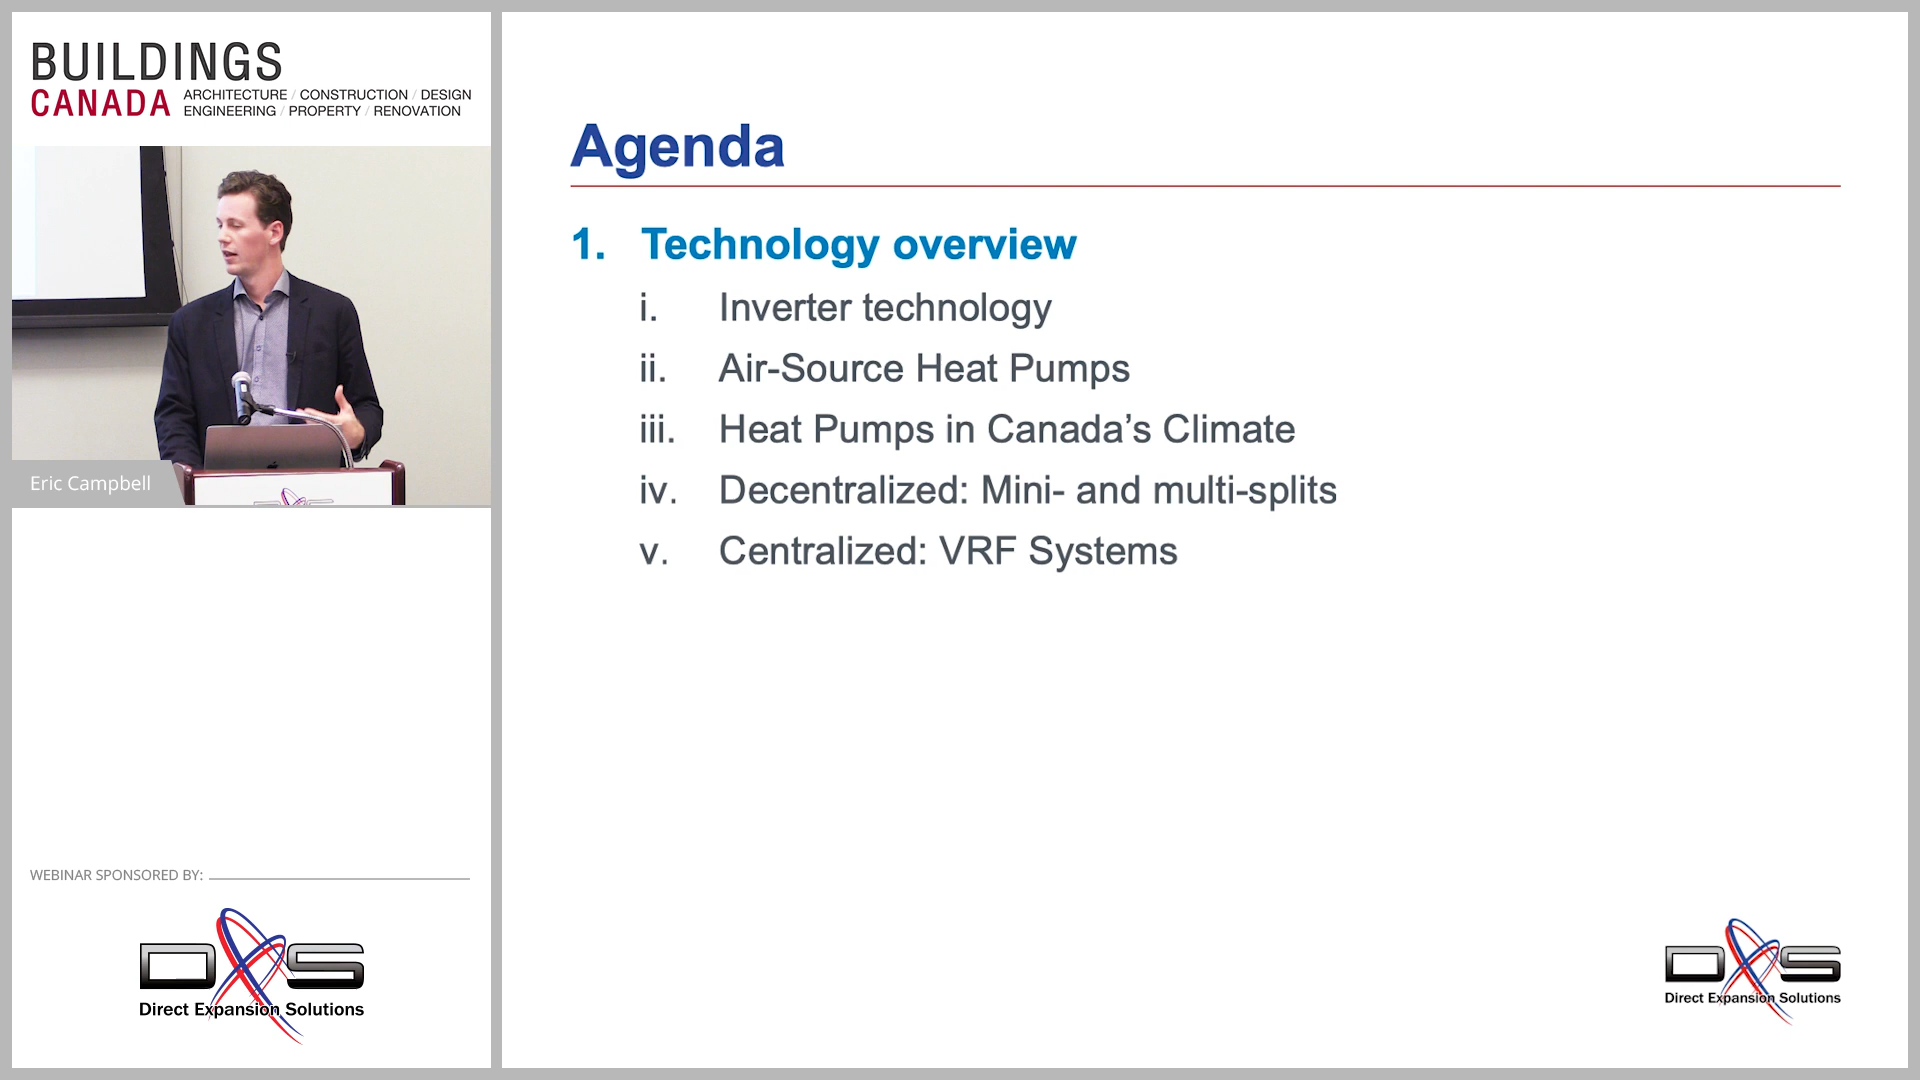 BUILDINGS
CANADA
ARCHITECTURE / CONSTRUCTION / DESIGN
ENGINEERING / PROPERTY / RENOVATION
Eric Campbell
WEBINAR SPONSORED BY:
DXS
Direct Expansion Solutions
Agenda
1. Technology overview
i. Inverter technology
ii. Air-Source Heat Pumps
iii. Heat Pumps in Canada’s Climate
iv. Decentralized: Mini- and multi-splits
v. Centralized: VRF Systems
DXS
Direct Expansion Solutions